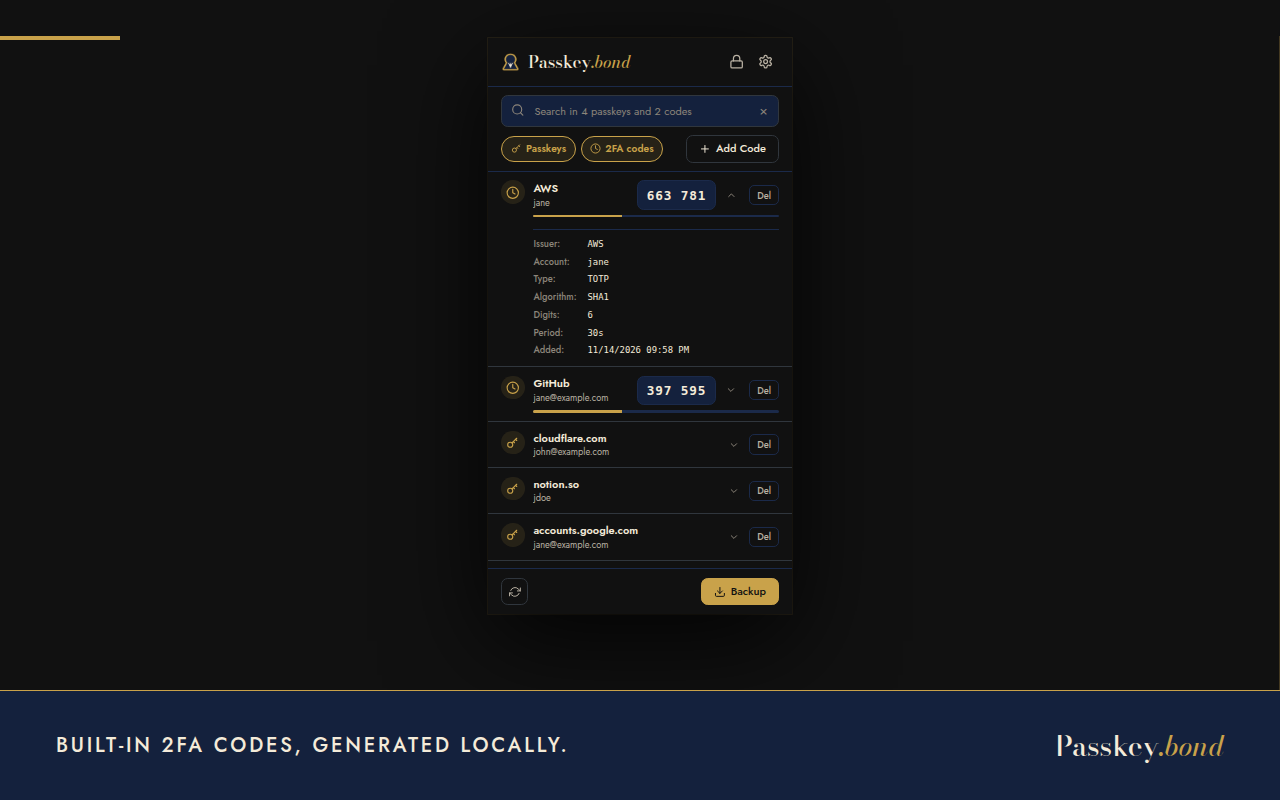 Passkey.bond
Search in 4 passkeys and 2 codes
Passkeys 2FA codes Add Code
AWS
jane
663 781
Del
Issuer: AWS
Account: jane
Type: TOTP
Algorithm: SHA1
Digits: 6
Period: 30s
Added: 11/14/2026 09:58 PM
GitHub
jane@example.com
397 595
Del
cloudflare.com
john@example.com
Del
notion.so
jdoe
Del
accounts.google.com
jane@example.com
Del
Backup
BUILT-IN 2FA CODES, GENERATED LOCALLY.
Passkey.bond